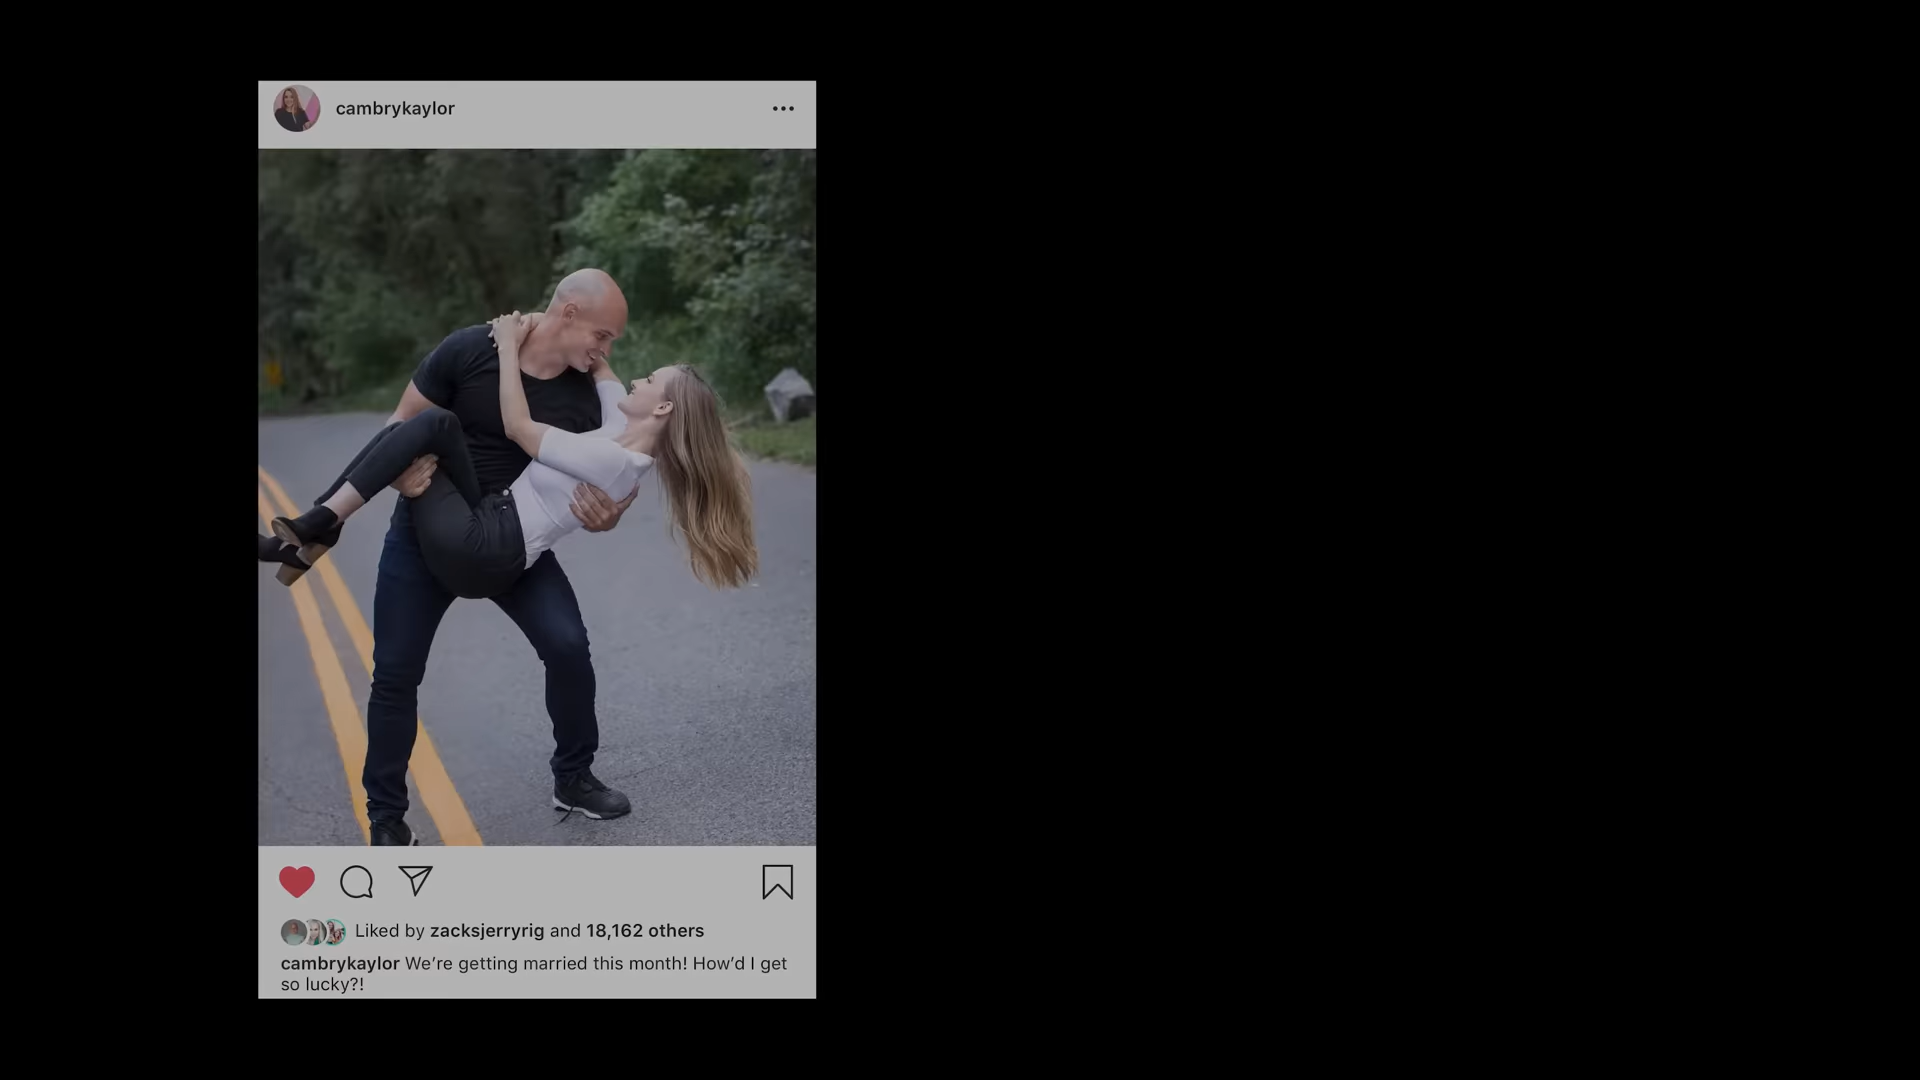 cambrykaylor
Liked by zacksjerryrig and 18,162 others
cambrykaylor We’re getting married this month! How’d I get
so lucky?!